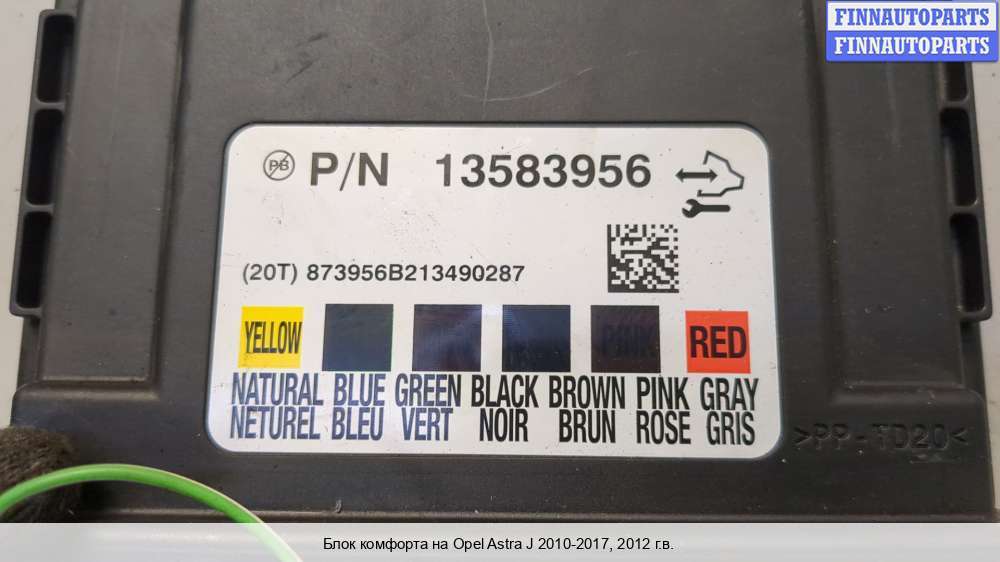 FINNAUTOPARTS
FINNAUTOPARTS
PB P/N 13583956
(20T) 873956B213490287
YELLOW PINK RED
NATURAL BLUE GREEN BLACK BROWN PINK GRAY
NETUREL BLEU VERT NOIR BRUN ROSE GRIS
>PP-TD20<
Блок комфорта на Opel Astra J 2010-2017, 2012 г.в.